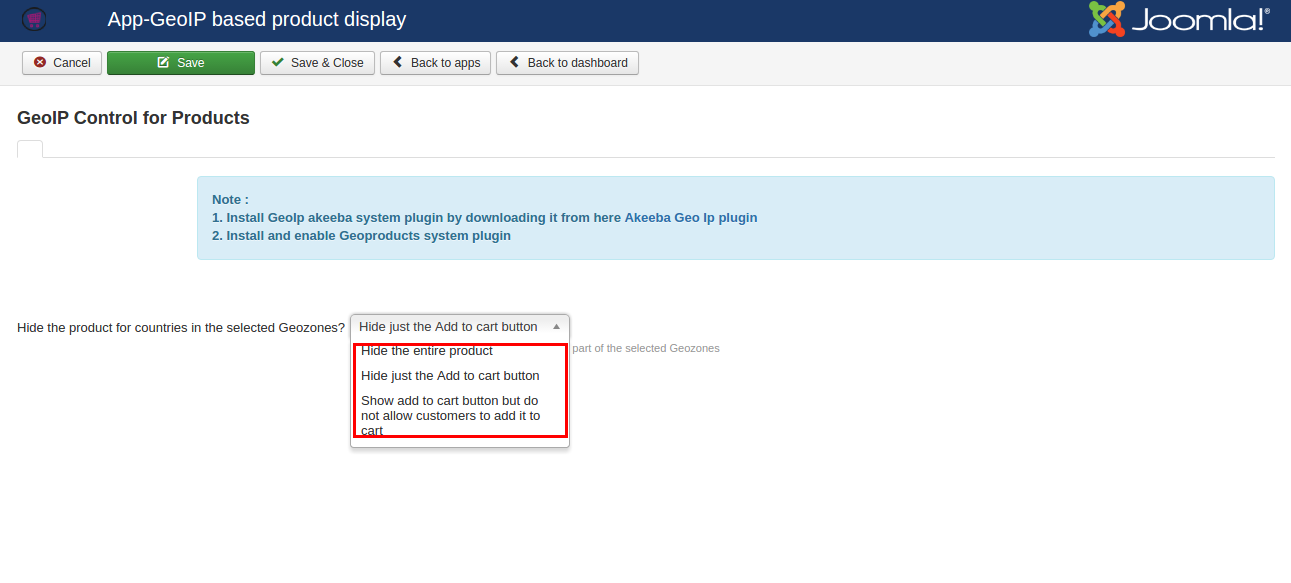 App-GeoIP based product display
Joomla!®
Cancel
Save
Save & Close
Back to apps
Back to dashboard
GeoIP Control for Products
Note :
1. Install GeoIp akeeba system plugin by downloading it from here Akeeba Geo Ip plugin
2. Install and enable Geoproducts system plugin
Hide the product for countries in the selected Geozones?
Hide just the Add to cart button
part of the selected Geozones
Hide the entire product
Hide just the Add to cart button
Show add to cart button but do
not allow customers to add it to
cart